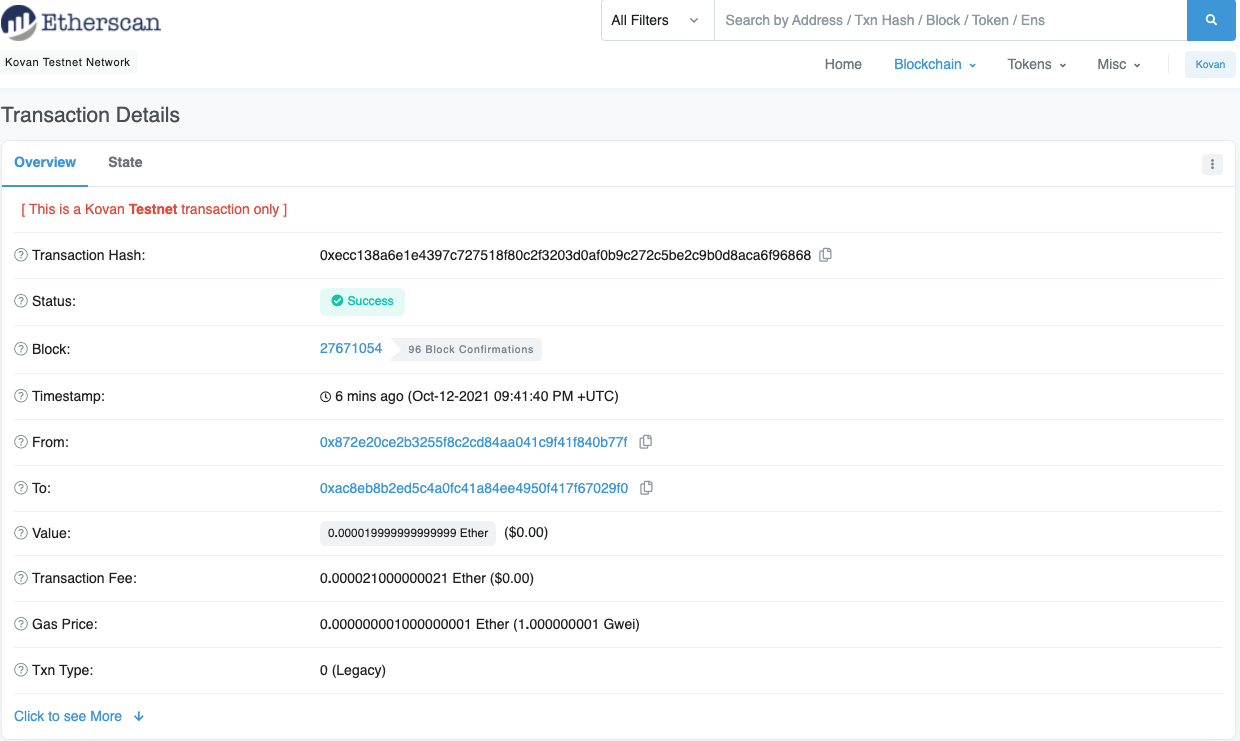 Etherscan
All Filters
Search by Address / Txn Hash / Block / Token / Ens
Kovan Testnet Network
Home
Blockchain
Tokens
Misc
Kovan
Transaction Details
Overview
State
[ This is a Kovan Testnet transaction only ]
Transaction Hash: 0xecc138a6e1e4397c727518f80c2f3203d0af0b9c272c5be2c9b0d8aca6f96868
Status: Success
Block: 27671054 96 Block Confirmations
Timestamp: 6 mins ago (Oct-12-2021 09:41:40 PM +UTC)
From: 0x872e20ce2b3255f8c2cd84aa041c9f41f840b77f
To: 0xac8eb8b2ed5c4a0fc41a84ee4950f417f67029f0
Value: 0.000019999999999999 Ether ($0.00)
Transaction Fee: 0.000021000000021 Ether ($0.00)
Gas Price: 0.000000001000000001 Ether (1.000000001 Gwei)
Txn Type: 0 (Legacy)
Click to see More